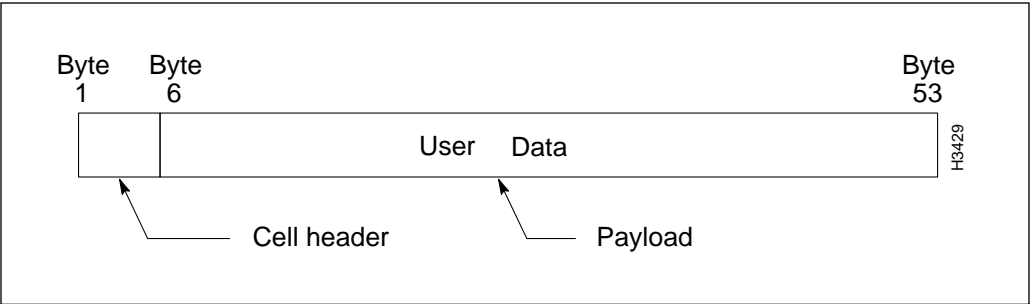 Byte Byte Byte
1 6 53
User Data
H3429
Cell header Payload